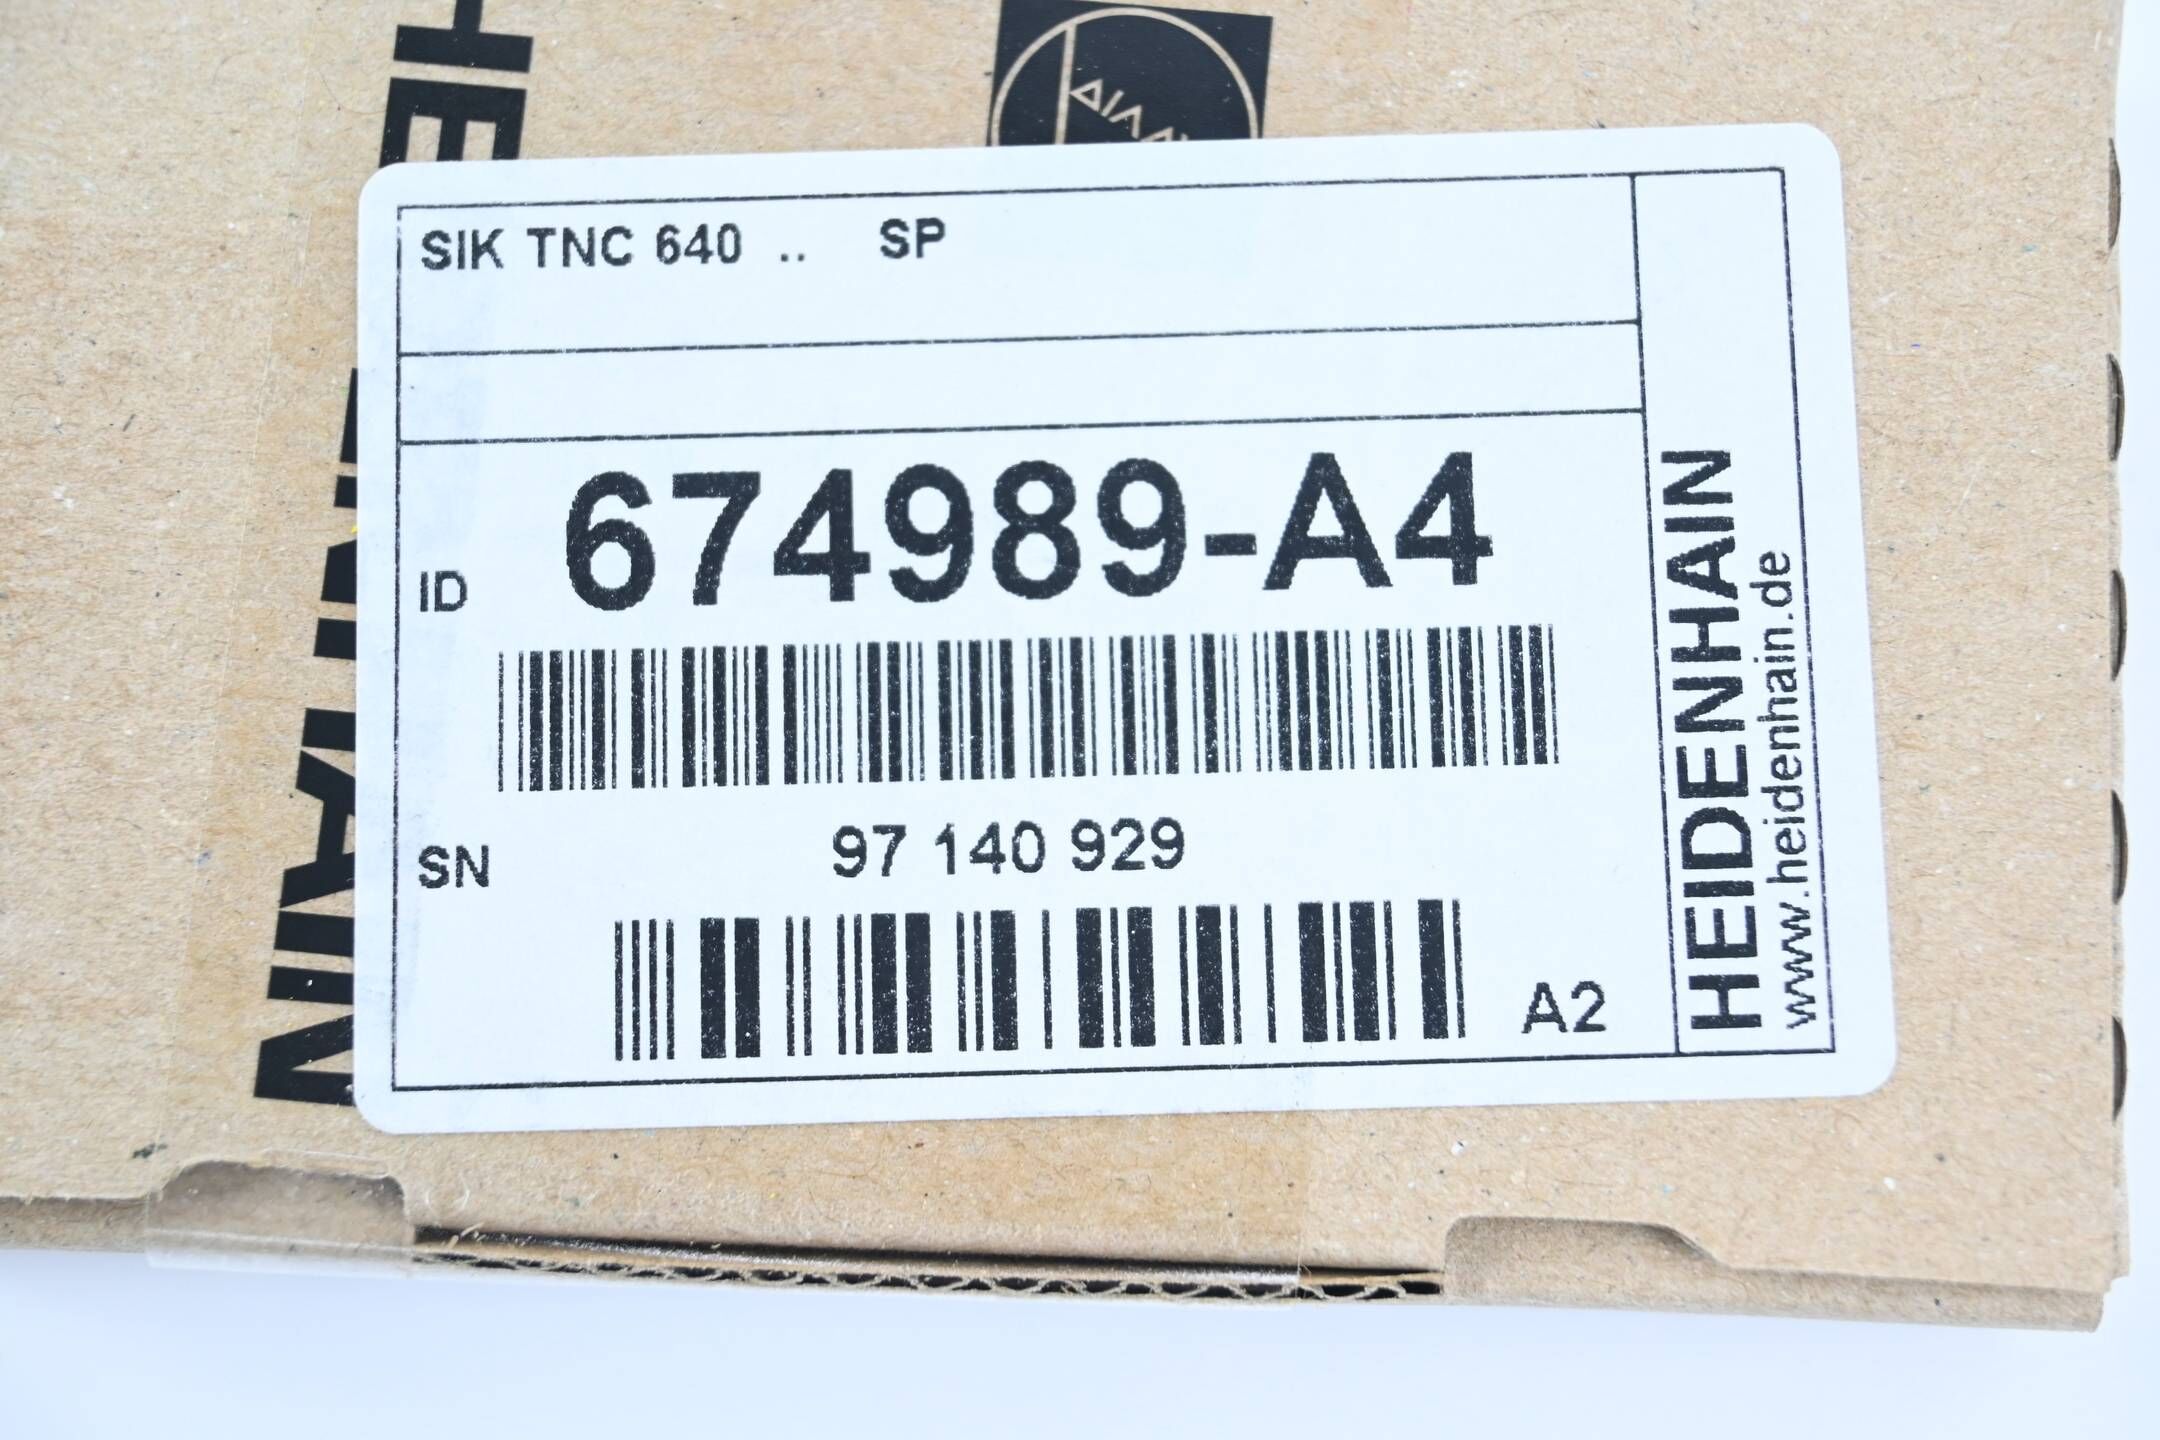 SIK TNC 640 .. SP
ID 674989-A4
SN 97 140 929
A2
HEIDENHAIN
www.heidenhain.de